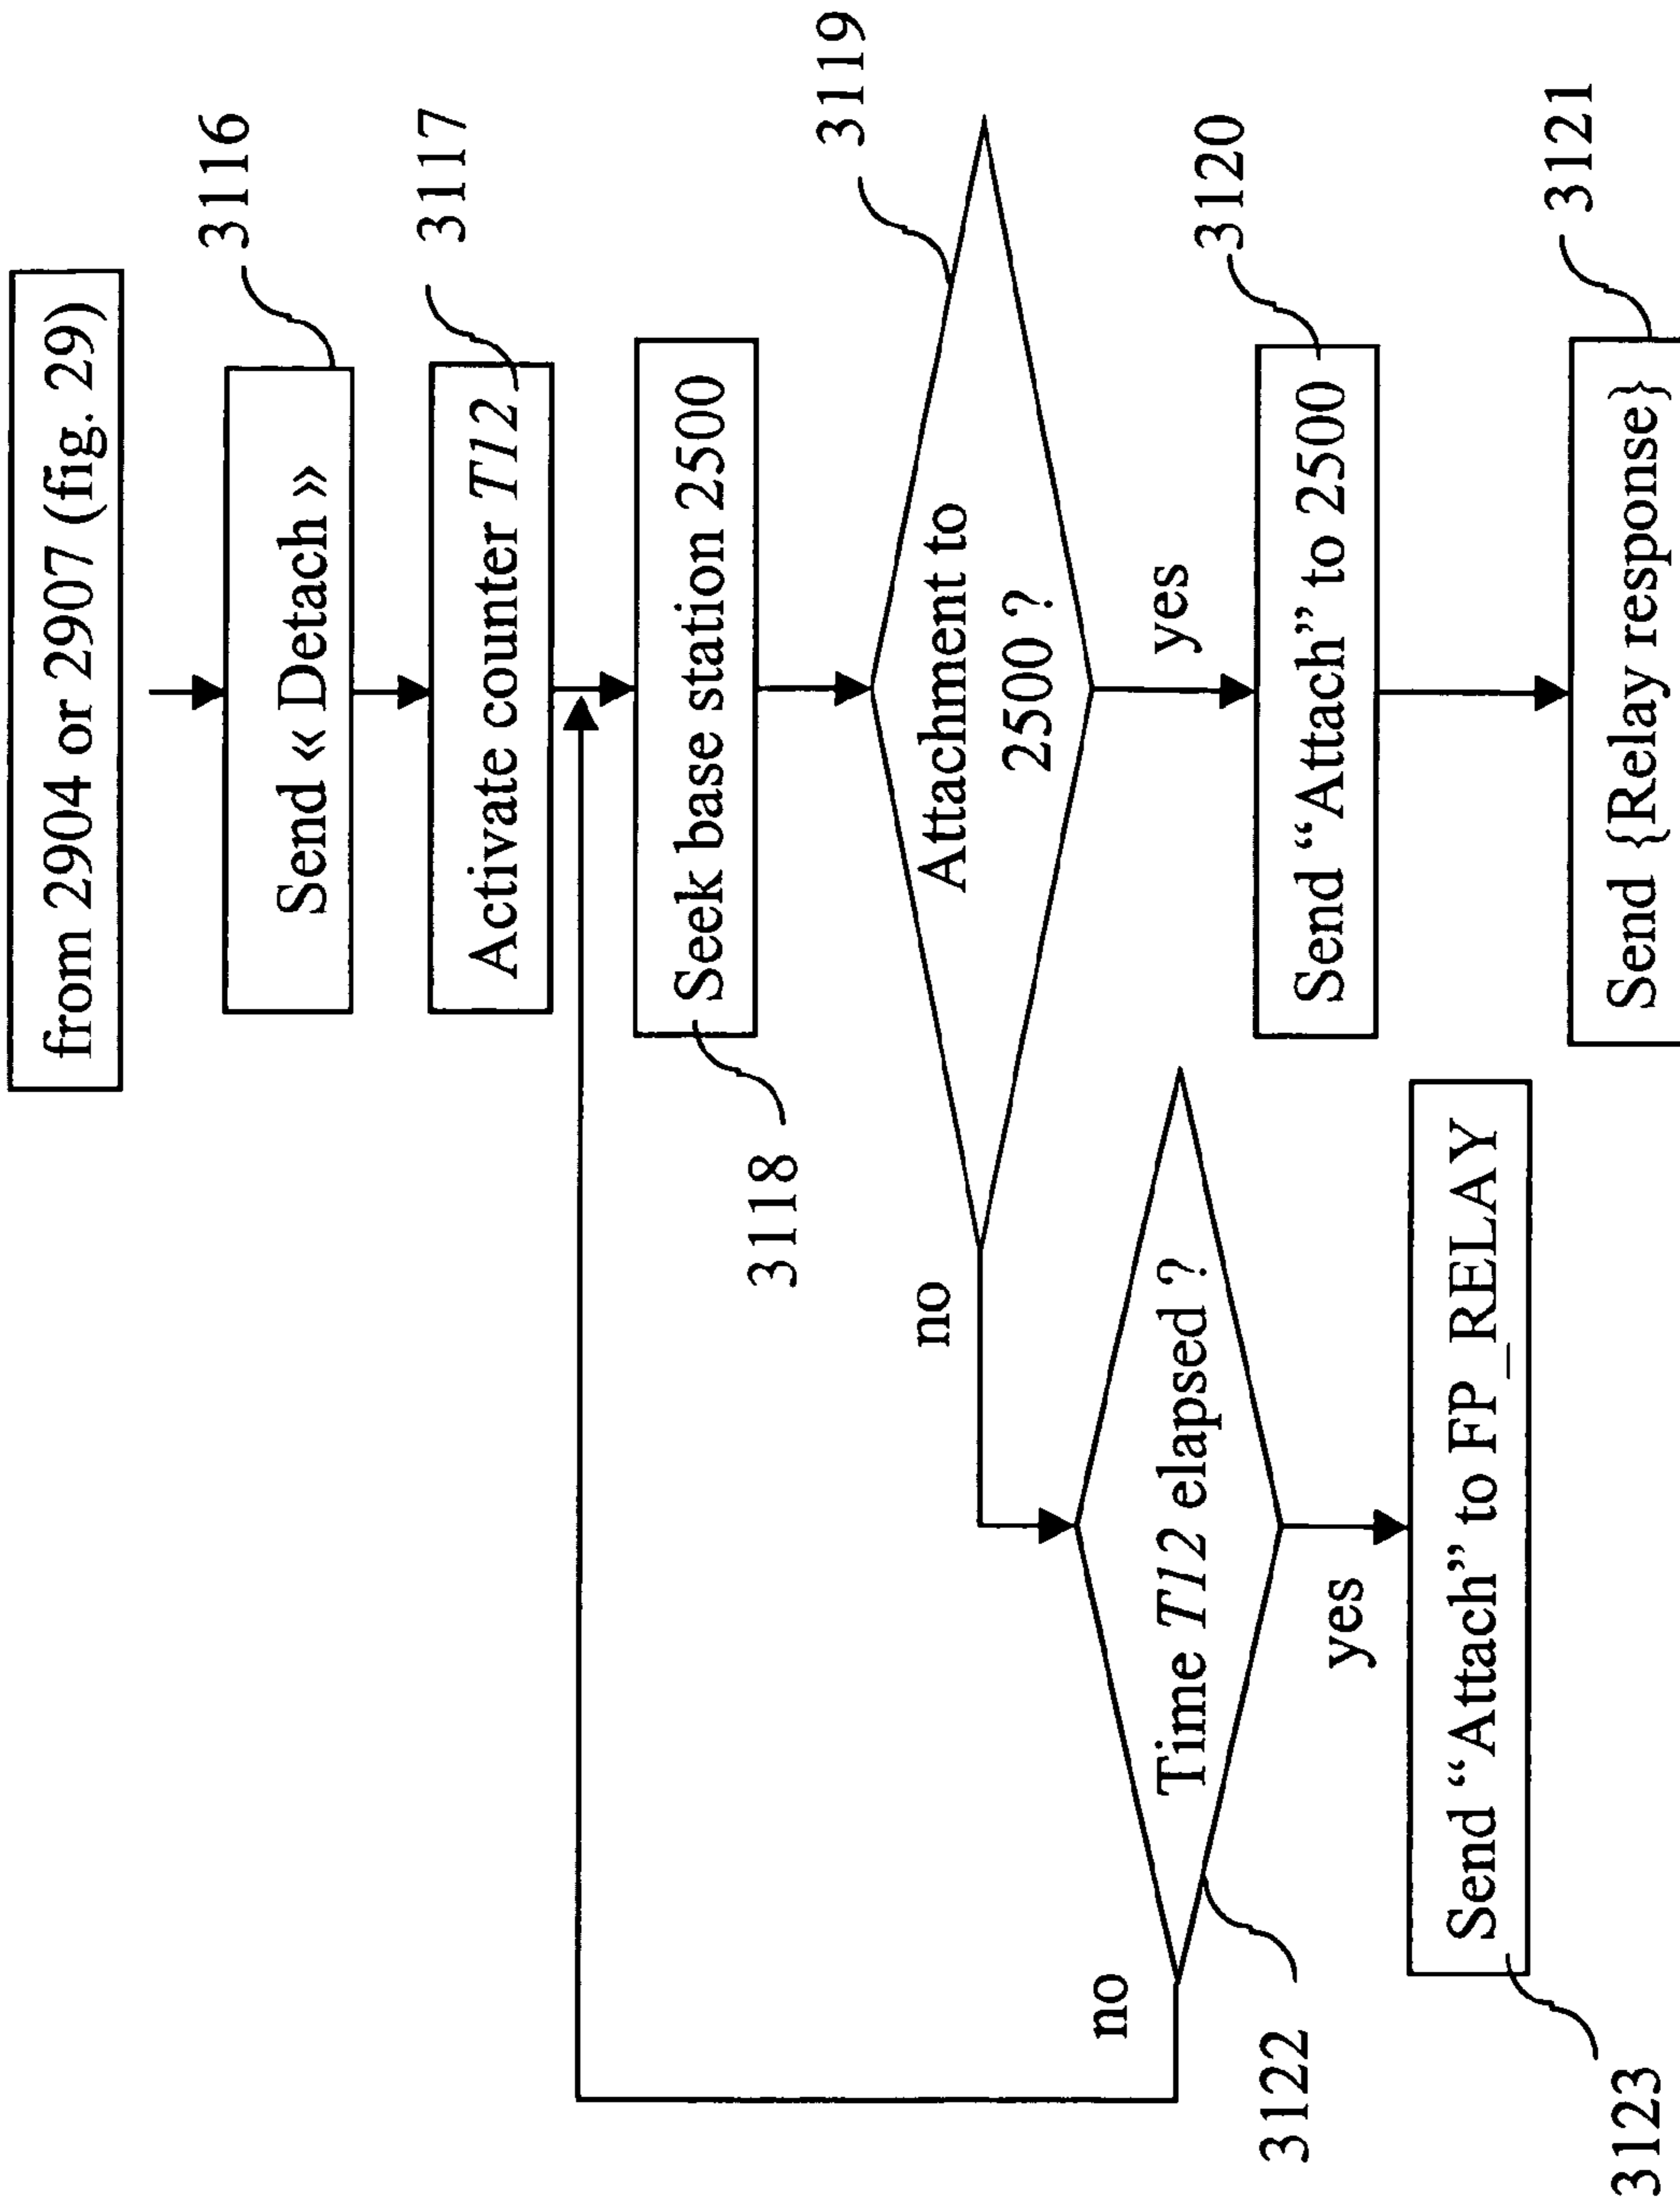 from 2904 or 2907 (fig. 29)
Send « Detach »
3116
Activate counter T12
3117
Seek base station 2500
3118
Attachment to
2500 ?
3119
no
yes
Time T12 elapsed ?
3122
no
yes
Send “Attach” to 2500
3120
Send “Attach” to FP_RELAY
3123
Send {Relay response}
3121